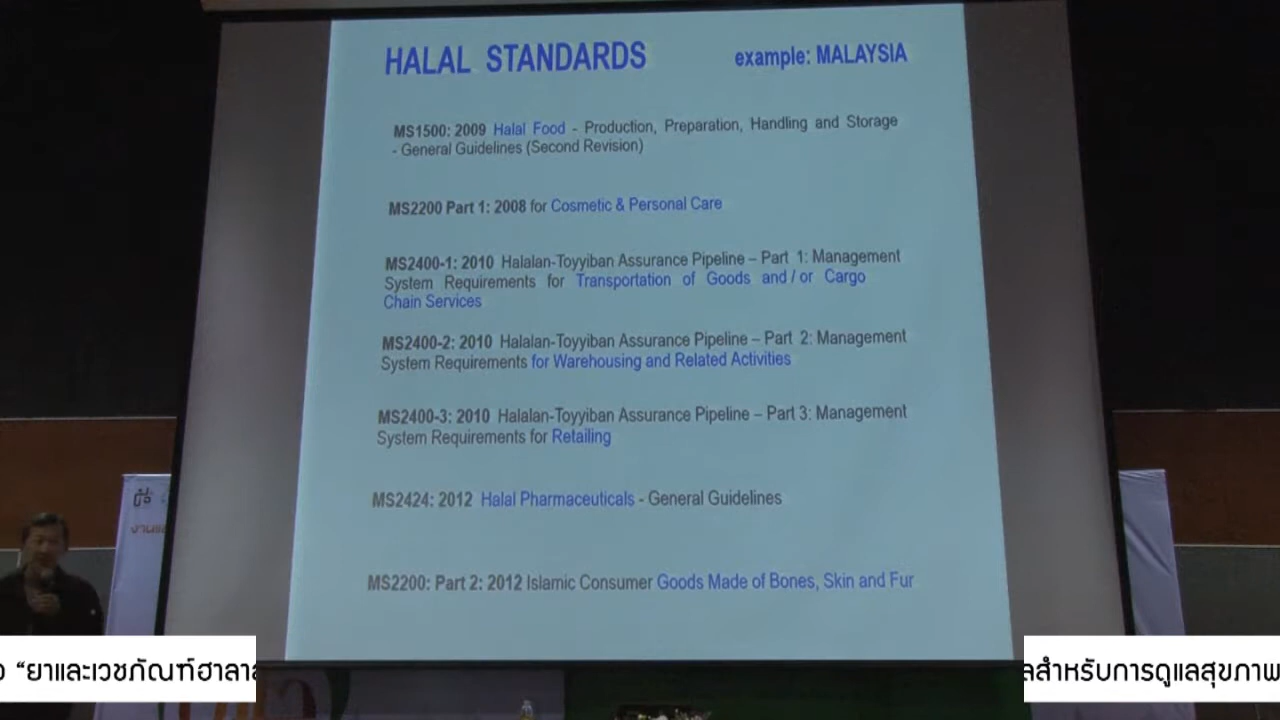 HALAL STANDARDS example: MALAYSIA
MS1500: 2009 Halal Food - Production, Preparation, Handling and Storage
- General Guidelines (Second Revision)
MS2200 Part 1: 2008 for Cosmetic & Personal Care
MS2400-1: 2010 Halalan-Toyyiban Assurance Pipeline – Part 1: Management
System Requirements for Transportation of Goods and / or Cargo
Chain Services
MS2400-2: 2010 Halalan-Toyyiban Assurance Pipeline – Part 2: Management
System Requirements for Warehousing and Related Activities
MS2400-3: 2010 Halalan-Toyyiban Assurance Pipeline – Part 3: Management
System Requirements for Retailing
MS2424: 2012 Halal Pharmaceuticals - General Guidelines
MS2200: Part 2: 2012 Islamic Consumer Goods Made of Bones, Skin and Fur
“ยาและเวชภัณฑ์ฮาลา
สำหรับการดูแลสุขภาพ